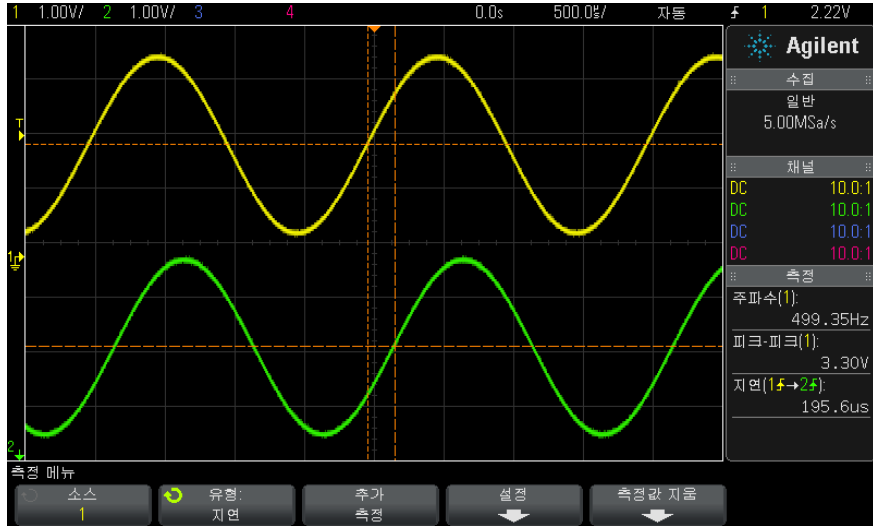 1 1.00V/ 2 1.00V/ 3 4 0.0s 500.0㎲/ 자동 1 2.22V
Agilent
수집
일반
5.00MSa/s
채널
DC 10.0:1
DC 10.0:1
DC 10.0:1
DC 10.0:1
측정
주파수(1):
499.35Hz
피크-피크(1):
3.30V
지연(1→2):
195.6us
T
1
2
측정 메뉴
소스
1
유형:
지연
추가
측정
설정
측정값 지움